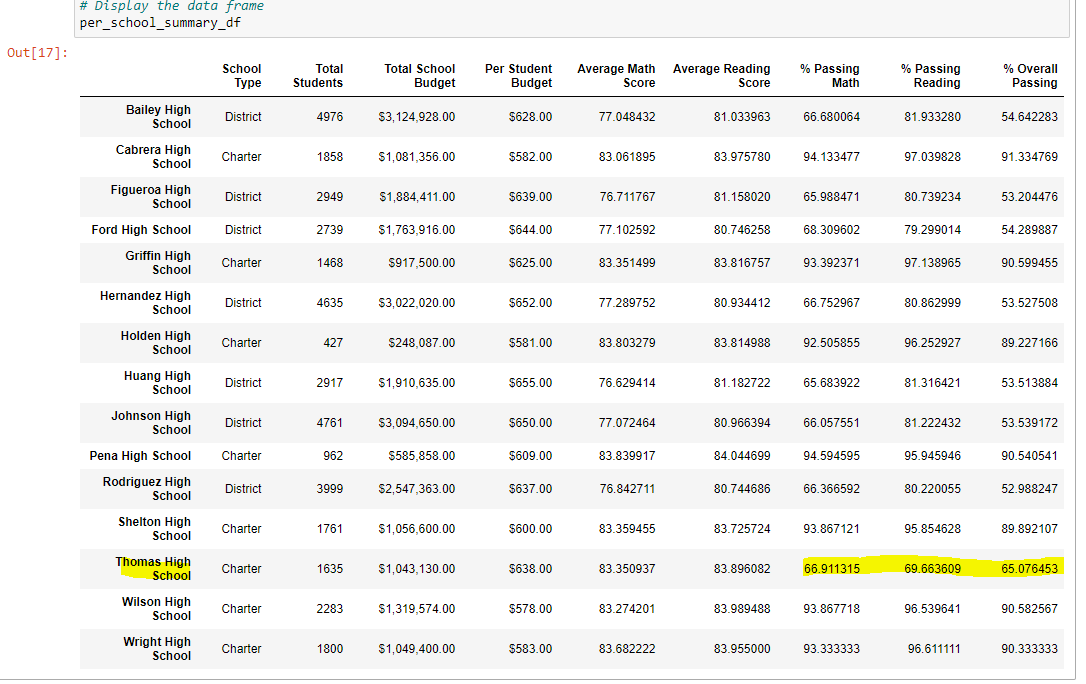 # Display the data frame
per_school_summary_df
Out[17]:
School Type Total Students Total School Budget Per Student Budget Average Math Score Average Reading Score % Passing Math % Passing Reading % Overall Passing
Bailey High School District 4976 $3,124,928.00 $628.00 77.048432 81.033963 66.680064 81.933280 54.642283
Cabrera High School Charter 1858 $1,081,356.00 $582.00 83.061895 83.975780 94.133477 97.039828 91.334769
Figueroa High School District 2949 $1,884,411.00 $639.00 76.711767 81.158020 65.988471 80.739234 53.204476
Ford High School District 2739 $1,763,916.00 $644.00 77.102592 80.746258 68.309602 79.299014 54.289887
Griffin High School Charter 1468 $917,500.00 $625.00 83.351499 83.816757 93.392371 97.138965 90.599455
Hernandez High School District 4635 $3,022,020.00 $652.00 77.289752 80.934412 66.752967 80.862999 53.527508
Holden High School Charter 427 $248,087.00 $581.00 83.803279 83.814988 92.505855 96.252927 89.227166
Huang High School District 2917 $1,910,635.00 $655.00 76.629414 81.182722 65.683922 81.316421 53.513884
Johnson High School District 4761 $3,094,650.00 $650.00 77.072464 80.966394 66.057551 81.222432 53.539172
Pena High School Charter 962 $585,858.00 $609.00 83.839917 84.044699 94.594595 95.945946 90.540541
Rodriguez High School District 3999 $2,547,363.00 $637.00 76.842711 80.744686 66.366592 80.220055 52.988247
Shelton High School Charter 1761 $1,056,600.00 $600.00 83.359455 83.725724 93.867121 95.854628 89.892107
Thomas High School Charter 1635 $1,043,130.00 $638.00 83.350937 83.896082 66.911315 69.663609 65.076453
Wilson High School Charter 2283 $1,319,574.00 $578.00 83.274201 83.989488 93.867718 96.539641 90.582567
Wright High School Charter 1800 $1,049,400.00 $583.00 83.682222 83.955000 93.333333 96.611111 90.333333